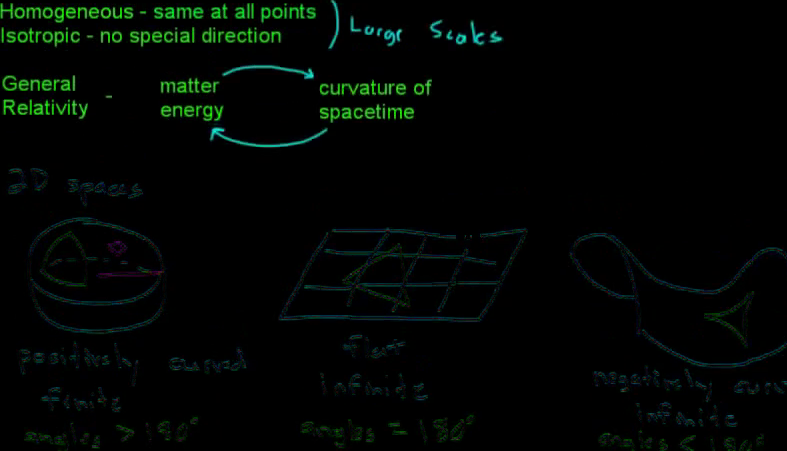 Homogeneous - same at all points
Isotropic - no special direction
Large Scales
General Relativity - matter energy
curvature of spacetime
2D spaces
positively curved
finite
angles > 180°
flat
infinite
angles = 180°
negatively curv
infinite
angles < 180°